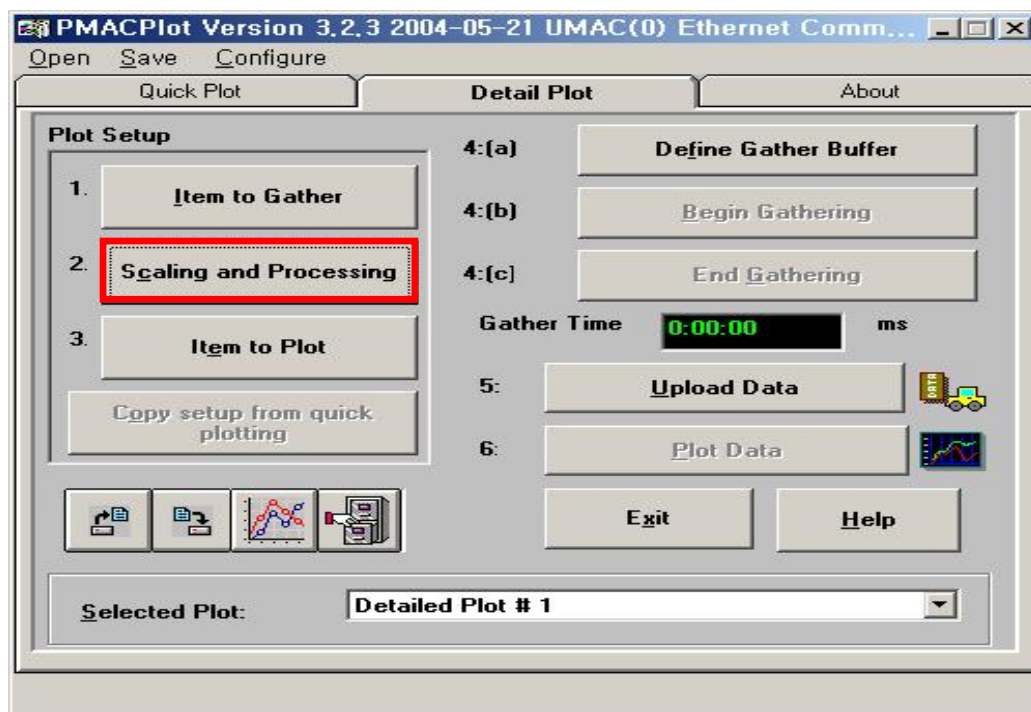 PMACPlot Version 3.2.3 2004-05-21 UMAC(0) Ethernet Comm...
Open Save Configure
Quick Plot Detail Plot About
Plot Setup
1. Item to Gather
2. Scaling and Processing
3. Item to Plot
Copy setup from quick
plotting
4:(a) Define Gather Buffer
4:(b) Begin Gathering
4:(c) End Gathering
Gather Time 0:00:00 ms
5: Upload Data
DATA
6: Plot Data
Exit Help
Selected Plot: Detailed Plot # 1